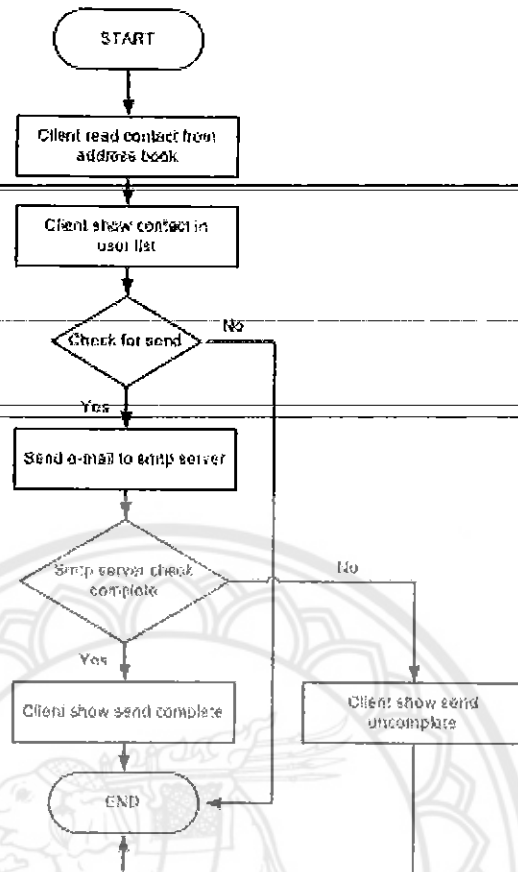 START
Client read contact from
address book
Client show contact in
user list
Check for send
No
Yes
Send e-mail to smtp server
Smtp server check
complete
No
Yes
Client show send complete
Client show send
uncomplate
END